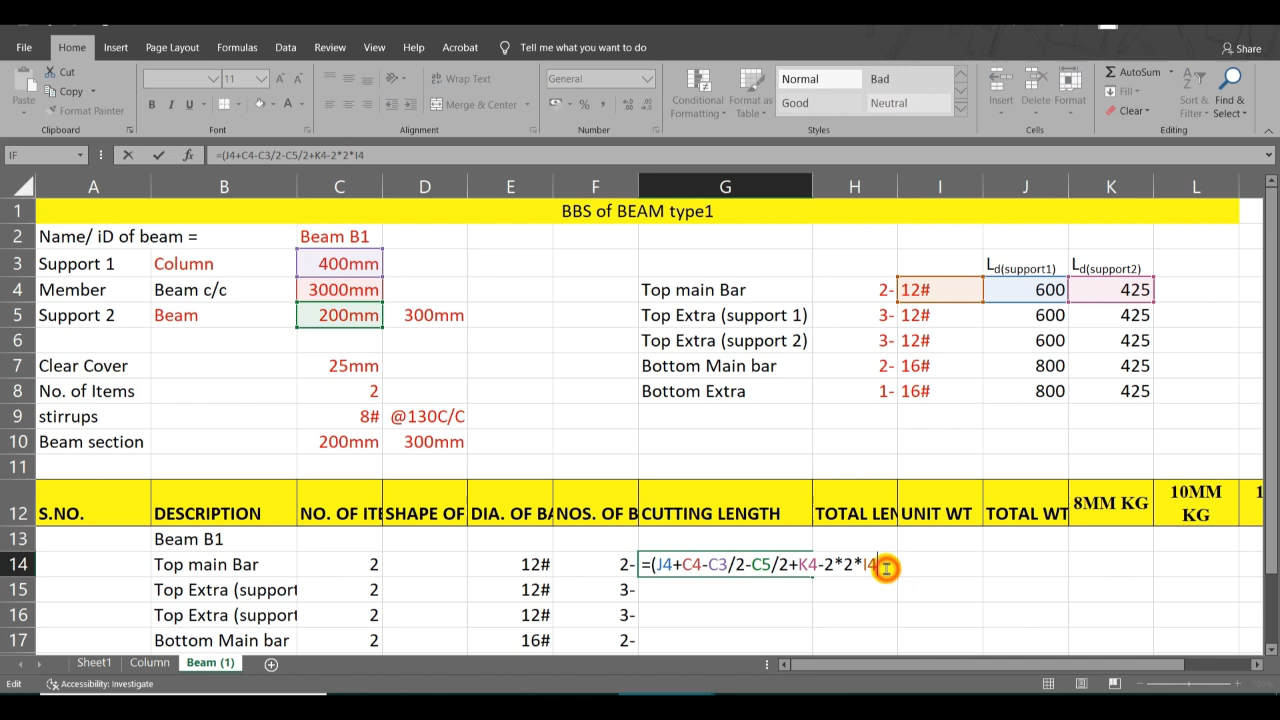 File Home Insert Page Layout Formulas Data Review View Help Acrobat Tell me what you want to do Share
Cut
Copy
Format Painter
Paste
11
Wrap Text
Merge & Center
General
Conditional Formatting
Format as Table
Normal Bad
Good Neutral
Insert Delete Format
AutoSum
Fill
Clear
Sort & Filter
Find & Select
Clipboard Font Alignment Number Styles Cells Editing
IF fx =(J4+C4-C3/2-C5/2+K4-2*2*I4
A B C D E F G H I J K L
1 BBS of BEAM type1
2 Name/ iD of beam = Beam B1
3 Support 1 Column 400mm Ld(support1) Ld(support2)
4 Member Beam c/c 3000mm Top main Bar 2- 12# 600 425
5 Support 2 Beam 200mm 300mm Top Extra (support 1) 3- 12# 600 425
6 Top Extra (support 2) 3- 12# 600 425
7 Clear Cover 25mm Bottom Main bar 2- 16# 800 425
8 No. of Items 2 Bottom Extra 1- 16# 800 425
9 stirrups 8# @130C/C
10 Beam section 200mm 300mm
11
12 S.NO. DESCRIPTION NO. OF ITE SHAPE OF DIA. OF BA NOS. OF B CUTTING LENGTH TOTAL LEN UNIT WT TOTAL WT 8MM KG 10MM KG 1
13 Beam B1
14 Top main Bar 2 12# 2- =(J4+C4-C3/2-C5/2+K4-2*2*I4
15 Top Extra (support 2 12# 3-
16 Top Extra (support 2 12# 3-
17 Bottom Main bar 2 16# 2-
Sheet1 Column Beam (1)
Edit Accessibility: Investigate